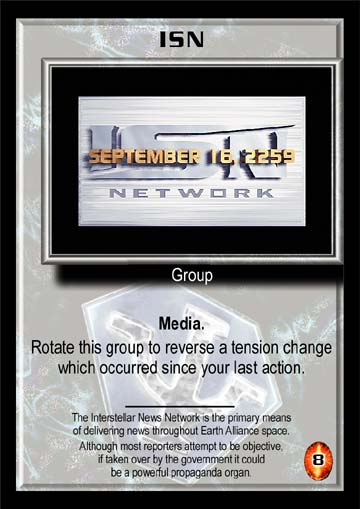 ISN
ISN
SEPTEMBER 16, 2259
NETWORK
Group
Media.
Rotate this group to reverse a tension change
which occurred since your last action.
The Interstellar News Network is the primary means
of delivering news throughout Earth Alliance space.
Although most reporters attempt to be objective,
if taken over by the government it could
be a powerful propaganda organ.
8